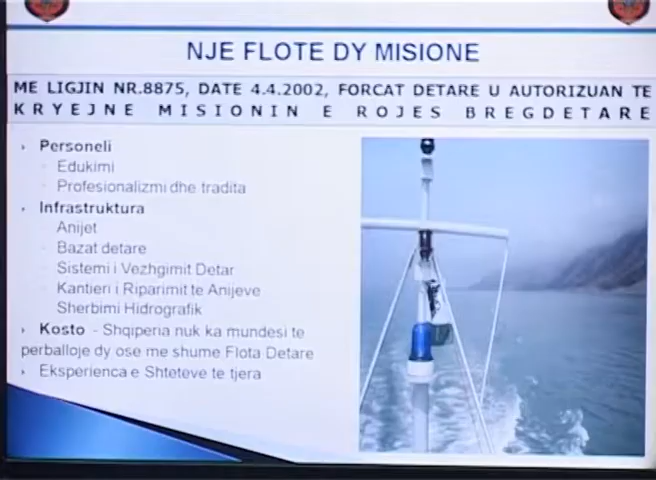 NJE FLOTE DY MISIONE
ME LIGJIN NR.8875, DATE 4.4.2002, FORCAT DETARE U AUTORIZUAN TE
KRYEJNE MISIONIN E ROJES BREGDETARE
Personeli
Edukimi
Profesionalizmi dhe tradita
Infrastruktura
Anijet
Bazat detare
Sistemi i Vezhgimit Detar
Kantieri i Riparimit te Anijeve
Sherbimi Hidrografik
Kosto - Shqiperia nuk ka mundesi te
perballoje dy ose me shume Flota Detare
Eksperienca e Shteteve te tjera